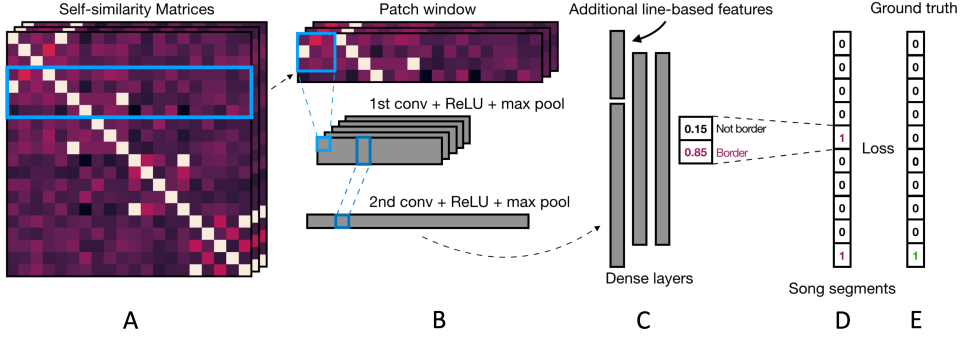 Self-similarity Matrices
Patch window
Additional line-based features
Ground truth
1st conv + ReLU + max pool
2nd conv + ReLU + max pool
0.15 Not border
0.85 Border
Dense layers
0
0
0
0
1
0
0
0
0
1
Loss
0
0
0
0
0
0
0
0
0
1
Song segments
A
B
C
D
E